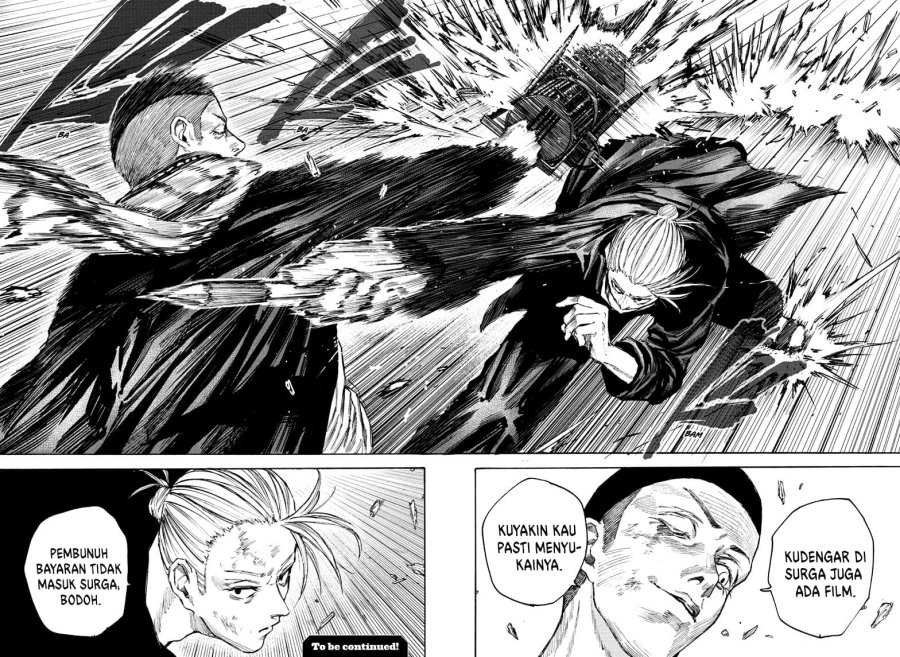 BA
BA
BAM
KUDENGAR DI
SURGA JUGA
ADA FILM.
KUYAKIN KAU
PASTI MENYU-
KAINYA.
PEMBUNUH
BAYARAN TIDAK
MASUK SURGA,
BODOH.
To be continued!